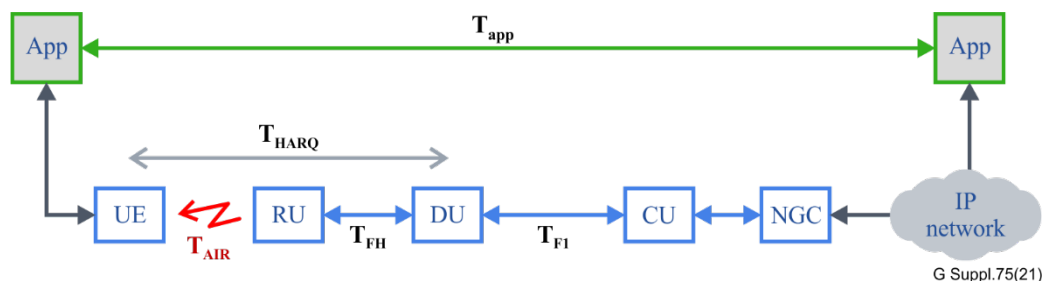 T_app
App
App
T_HARQ
UE
RU
DU
CU
NGC
IP
network
T_AIR
T_FH
T_F1
G Suppl.75(21)